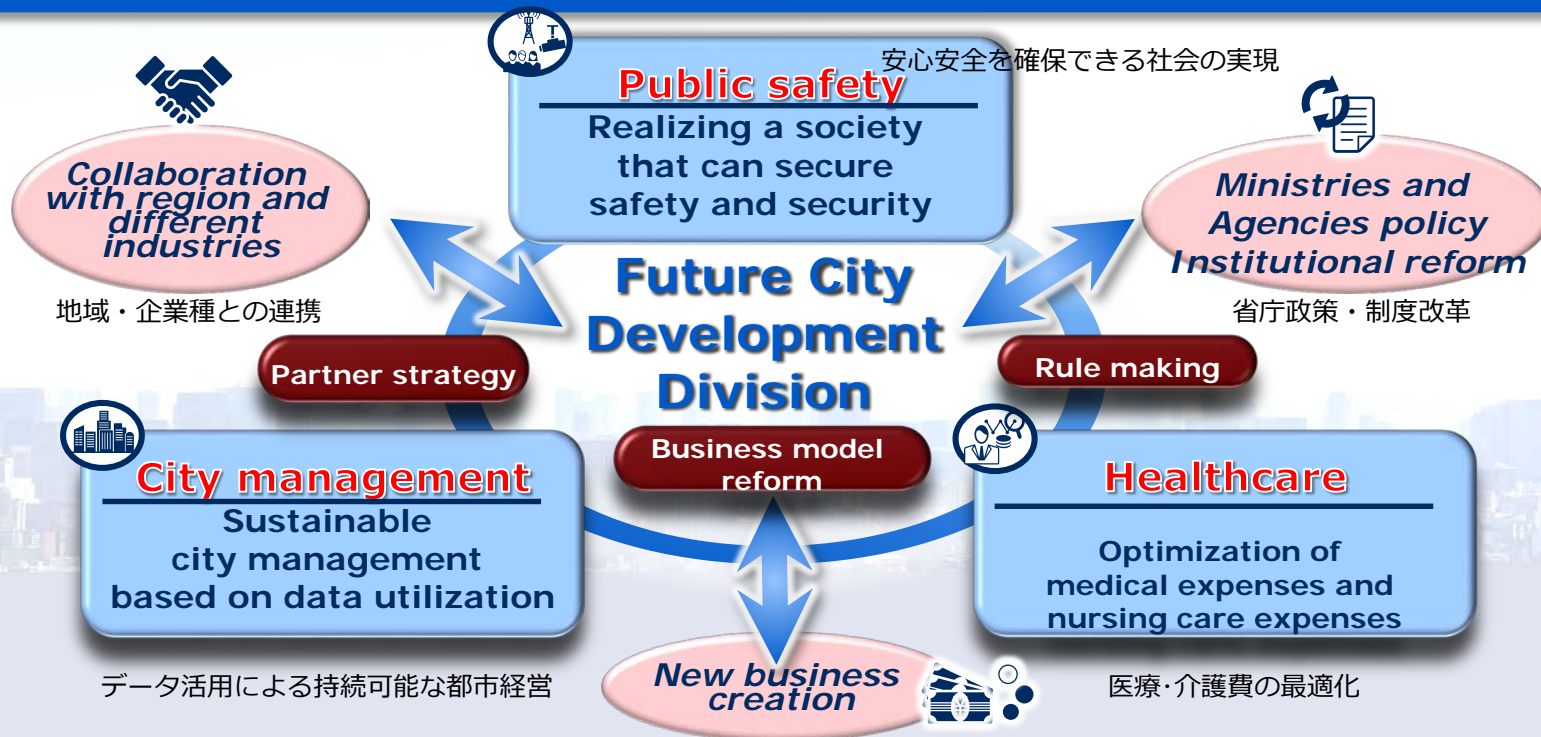 安心安全を確保できる社会の実現
Public safety
Realizing a society
that can secure
safety and security
Collaboration
with region and
different
industries
地域・企業種との連携
Ministries and
Agencies policy
Institutional reform
省庁政策・制度改革
Future City
Development
Division
Partner strategy
Rule making
Business model
reform
City management
Sustainable
city management
based on data utilization
データ活用による持続可能な都市経営
Healthcare
Optimization of
medical expenses and
nursing care expenses
医療･介護費の最適化
New business
creation
¥